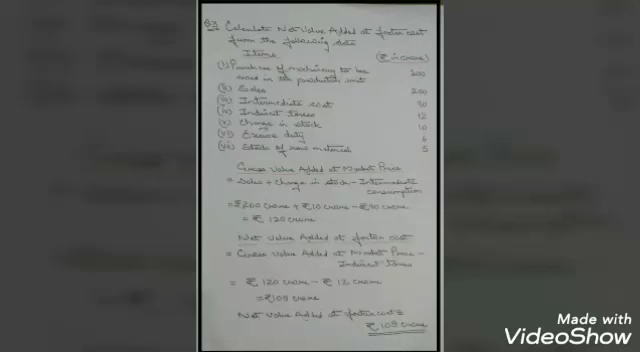 Q3 Calculate Net Value Added at factor cost
from the following data
Items (₹ in crore)
(i) Purchase of machinery to be
used in the production unit 200
(ii) Sales 200
(iii) Intermediate cost 90
(iv) Indirect taxes 12
(v) Change in stock 10
(vi) Excise duty 6
(vii) Stock of raw material 5
Gross Value Added at Market Price
= Sales + Change in stock - Intermediate
consumption
= ₹200 crore + ₹10 crore - ₹90 crore
= ₹ 120 crore
Net Value Added at factor cost
= Gross Value Added at Market Price -
Indirect taxes
= ₹ 120 crore - ₹ 12 crore
= ₹108 crore
Net Value Added at factor cost =
₹ 108 crore
Made with
VideoShow